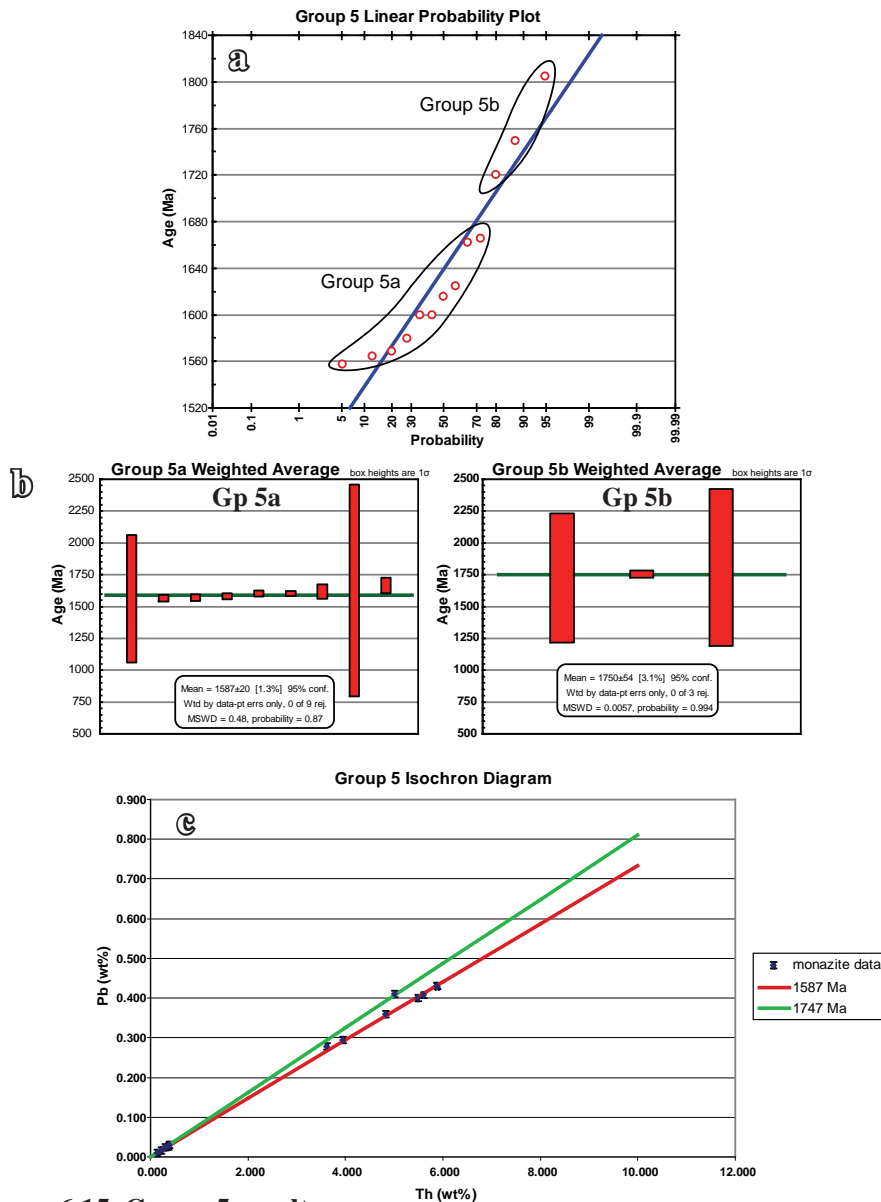 Group 5 Linear Probability Plot
a
1840
1800
1760
1720
1680
1640
1600
1560
1520
Age (Ma)
Group 5b
Group 5a
0.01
0.1
1
5
10
20
30
50
70
80
90
95
99
99.9
99.99
Probability
b
Group 5a Weighted Average
box heights are 1σ
Gp 5a
2500
2250
2000
1750
1500
1250
1000
750
500
Age (Ma)
Mean = 1587±20 [1.3%] 95% conf.
Wtd by data-pt errs only, 0 of 9 rej.
MSWD = 0.48, probability = 0.87
Group 5b Weighted Average
box heights are 1σ
Gp 5b
2500
2250
2000
1750
1500
1250
1000
750
500
Age (Ma)
Mean = 1750±54 [3.1%] 95% conf.
Wtd by data-pt errs only, 0 of 3 rej.
MSWD = 0.0057, probability = 0.994
Group 5 Isochron Diagram
c
0.900
0.800
0.700
0.600
0.500
0.400
0.300
0.200
0.100
0.000
Pb (wt%)
0.000
2.000
4.000
6.000
8.000
10.000
12.000
Th (wt%)
monazite data
1587 Ma
1747 Ma